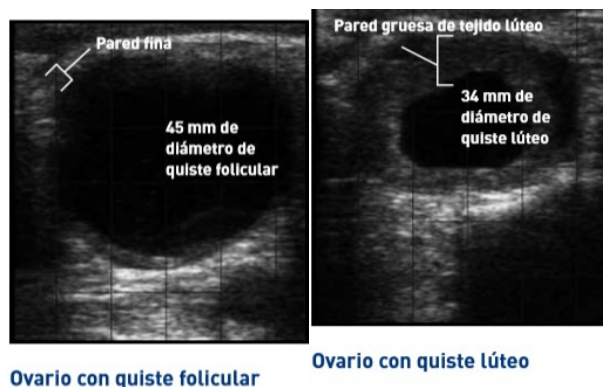 Pared fina
45 mm de
diámetro de
quiste folicular
Ovario con quiste folicular
Pared gruesa de tejido lúteo
34 mm de
diámetro de
quiste lúteo
Ovario con quiste lúteo